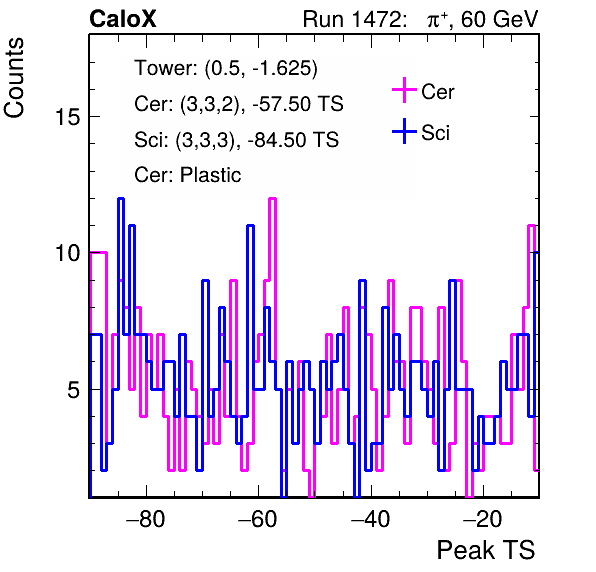 CaloX Run 1472: π⁺, 60 GeV
Counts
Tower: (0.5, -1.625)
Cer: (3,3,2), -57.50 TS
Sci: (3,3,3), -84.50 TS
Cer: Plastic
Cer
Sci
15
10
5
−80 −60 −40 −20
Peak TS